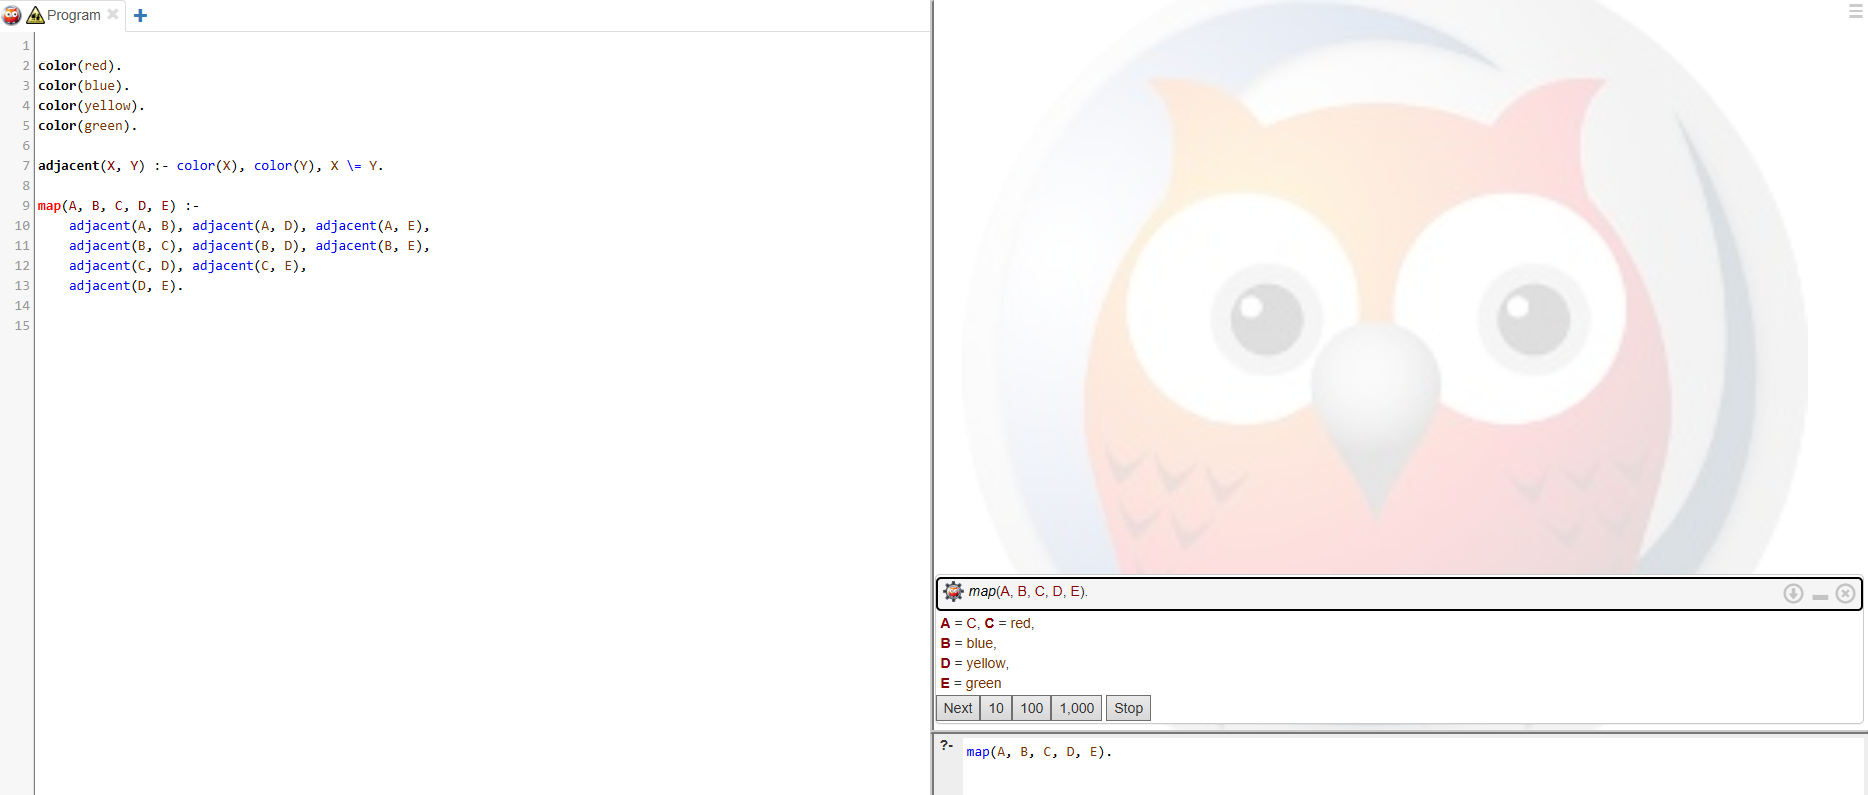 Program
1
2 color(red).
3 color(blue).
4 color(yellow).
5 color(green).
6
7 adjacent(X, Y) :- color(X), color(Y), X \= Y.
8
9 map(A, B, C, D, E) :-
10 adjacent(A, B), adjacent(A, D), adjacent(A, E),
11 adjacent(B, C), adjacent(B, D), adjacent(B, E),
12 adjacent(C, D), adjacent(C, E),
13 adjacent(D, E).
14
15
map(A, B, C, D, E).
A = C, C = red,
B = blue,
D = yellow,
E = green
Next 10 100 1,000 Stop
?- map(A, B, C, D, E).